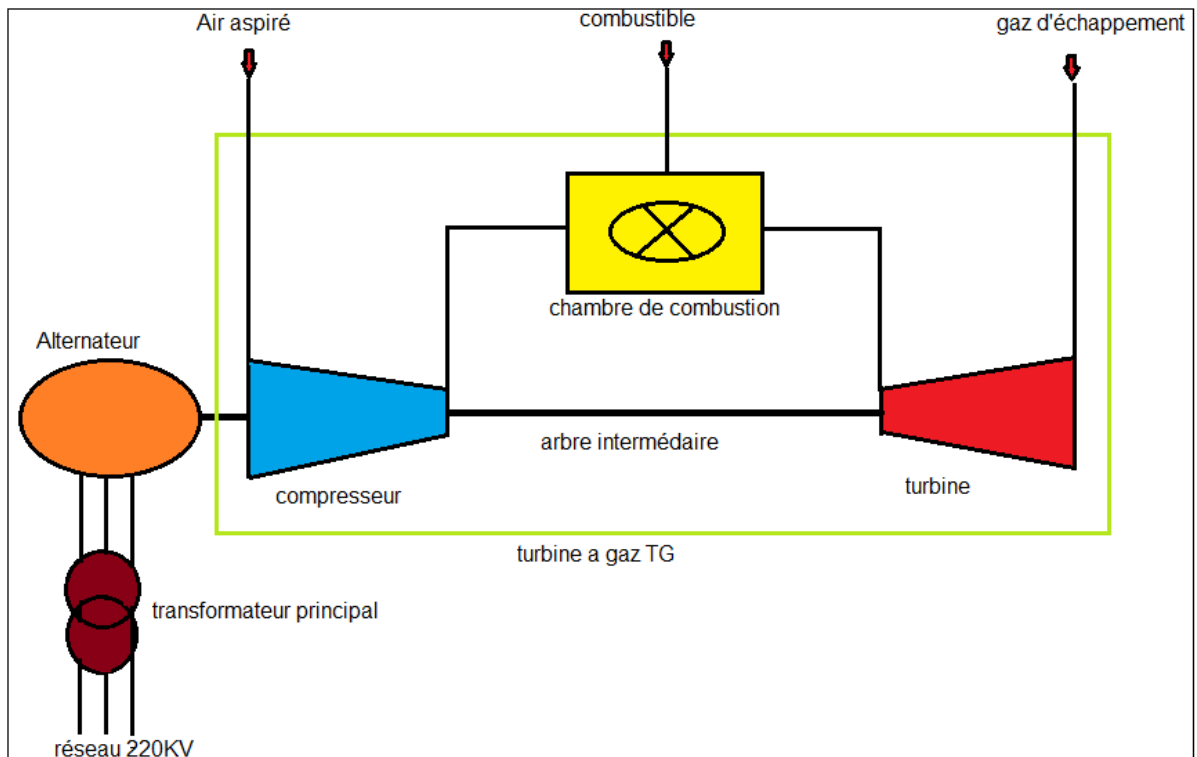 Air aspiré
combustible
gaz d'échappement
chambre de combustion
Alternateur
arbre intermédaire
compresseur
turbine
turbine a gaz TG
transformateur principal
réseau 220KV